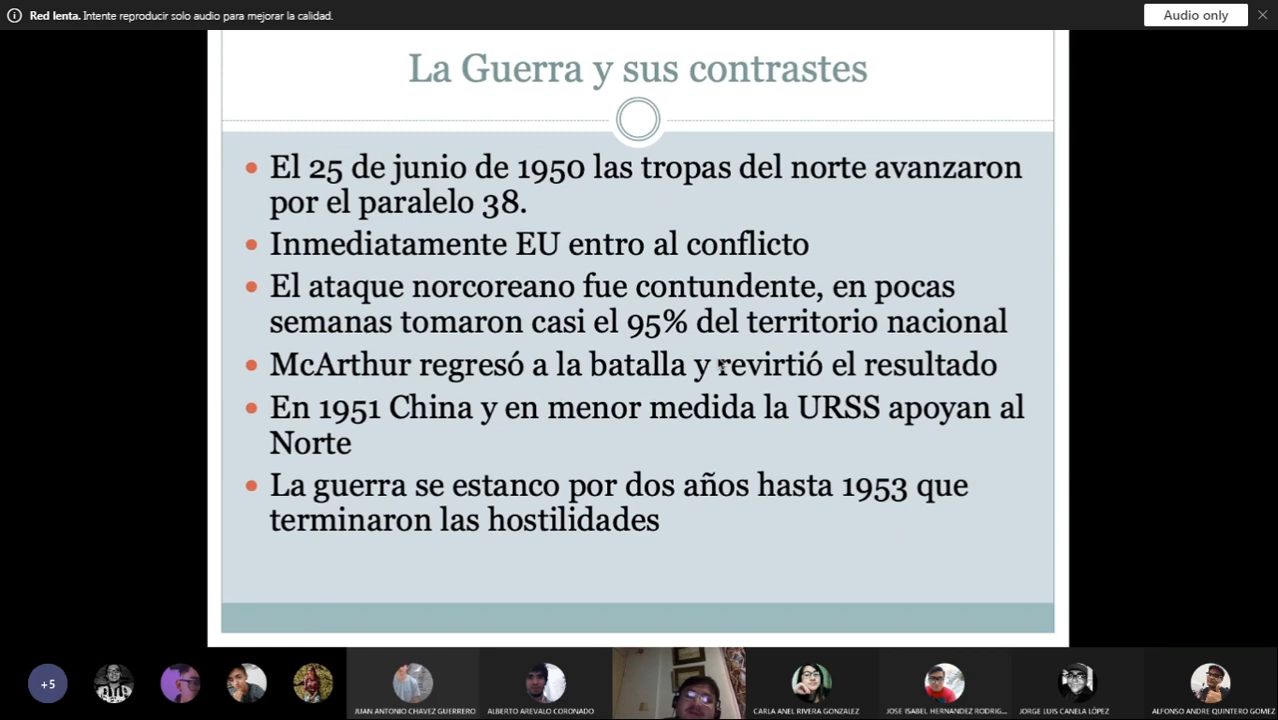 Red lenta. Intente reproducir solo audio para mejorar la calidad.
Audio only
La Guerra y sus contrastes
El 25 de junio de 1950 las tropas del norte avanzaron
por el paralelo 38.
Inmediatamente EU entro al conflicto
El ataque norcoreano fue contundente, en pocas
semanas tomaron casi el 95% del territorio nacional
McArthur regresó a la batalla y revirtió el resultado
En 1951 China y en menor medida la URSS apoyan al
Norte
La guerra se estanco por dos años hasta 1953 que
terminaron las hostilidades
+5
JUAN ANTONIO CHAVEZ GUERRERO
ALBERTO AREVALO CORONADO
CARLA ANEL RIVERA GONZALEZ
JOSE ISABEL HERNANDEZ RODRIG...
JORGE LUIS CANELA LÓPEZ
ALFONSO ANDRE QUINTERO GOMEZ